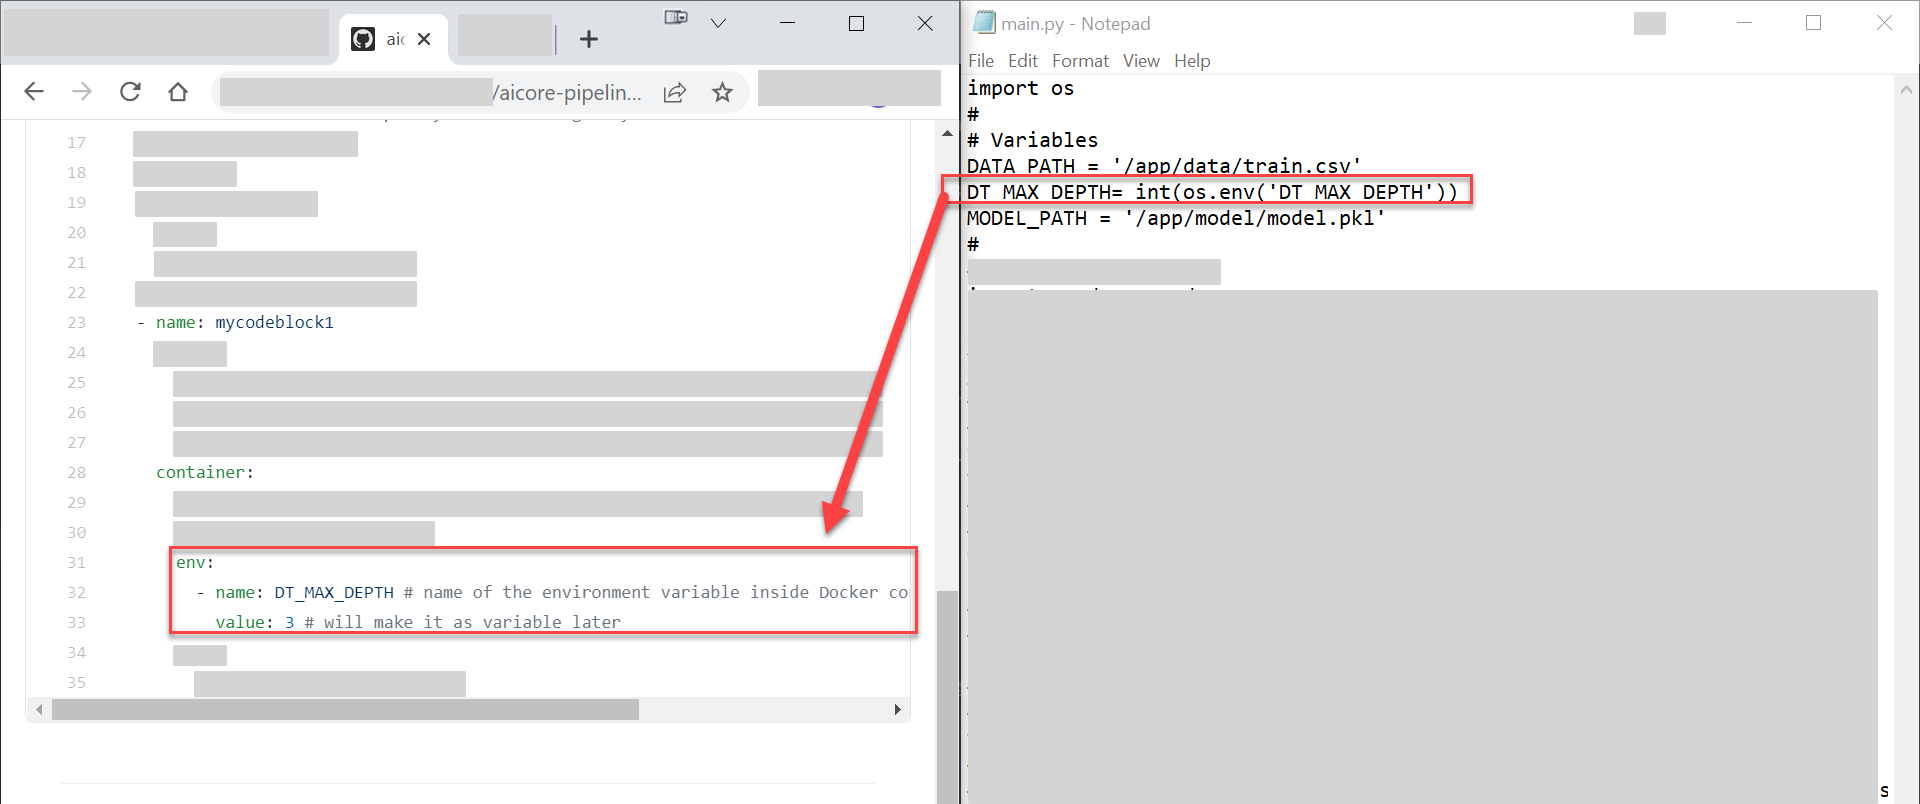 aic
/aicore-pipelin...
17
18
19
20
21
22
23 - name: mycodeblock1
24
25
26
27
28 container:
29
30
31 env:
32 - name: DT_MAX_DEPTH # name of the environment variable inside Docker co
33 value: 3 # will make it as variable later
34
35
main.py - Notepad
File Edit Format View Help
import os
#
# Variables
DATA_PATH = '/app/data/train.csv'
DT_MAX_DEPTH= int(os.env('DT_MAX_DEPTH'))
MODEL_PATH = '/app/model/model.pkl'
#
s